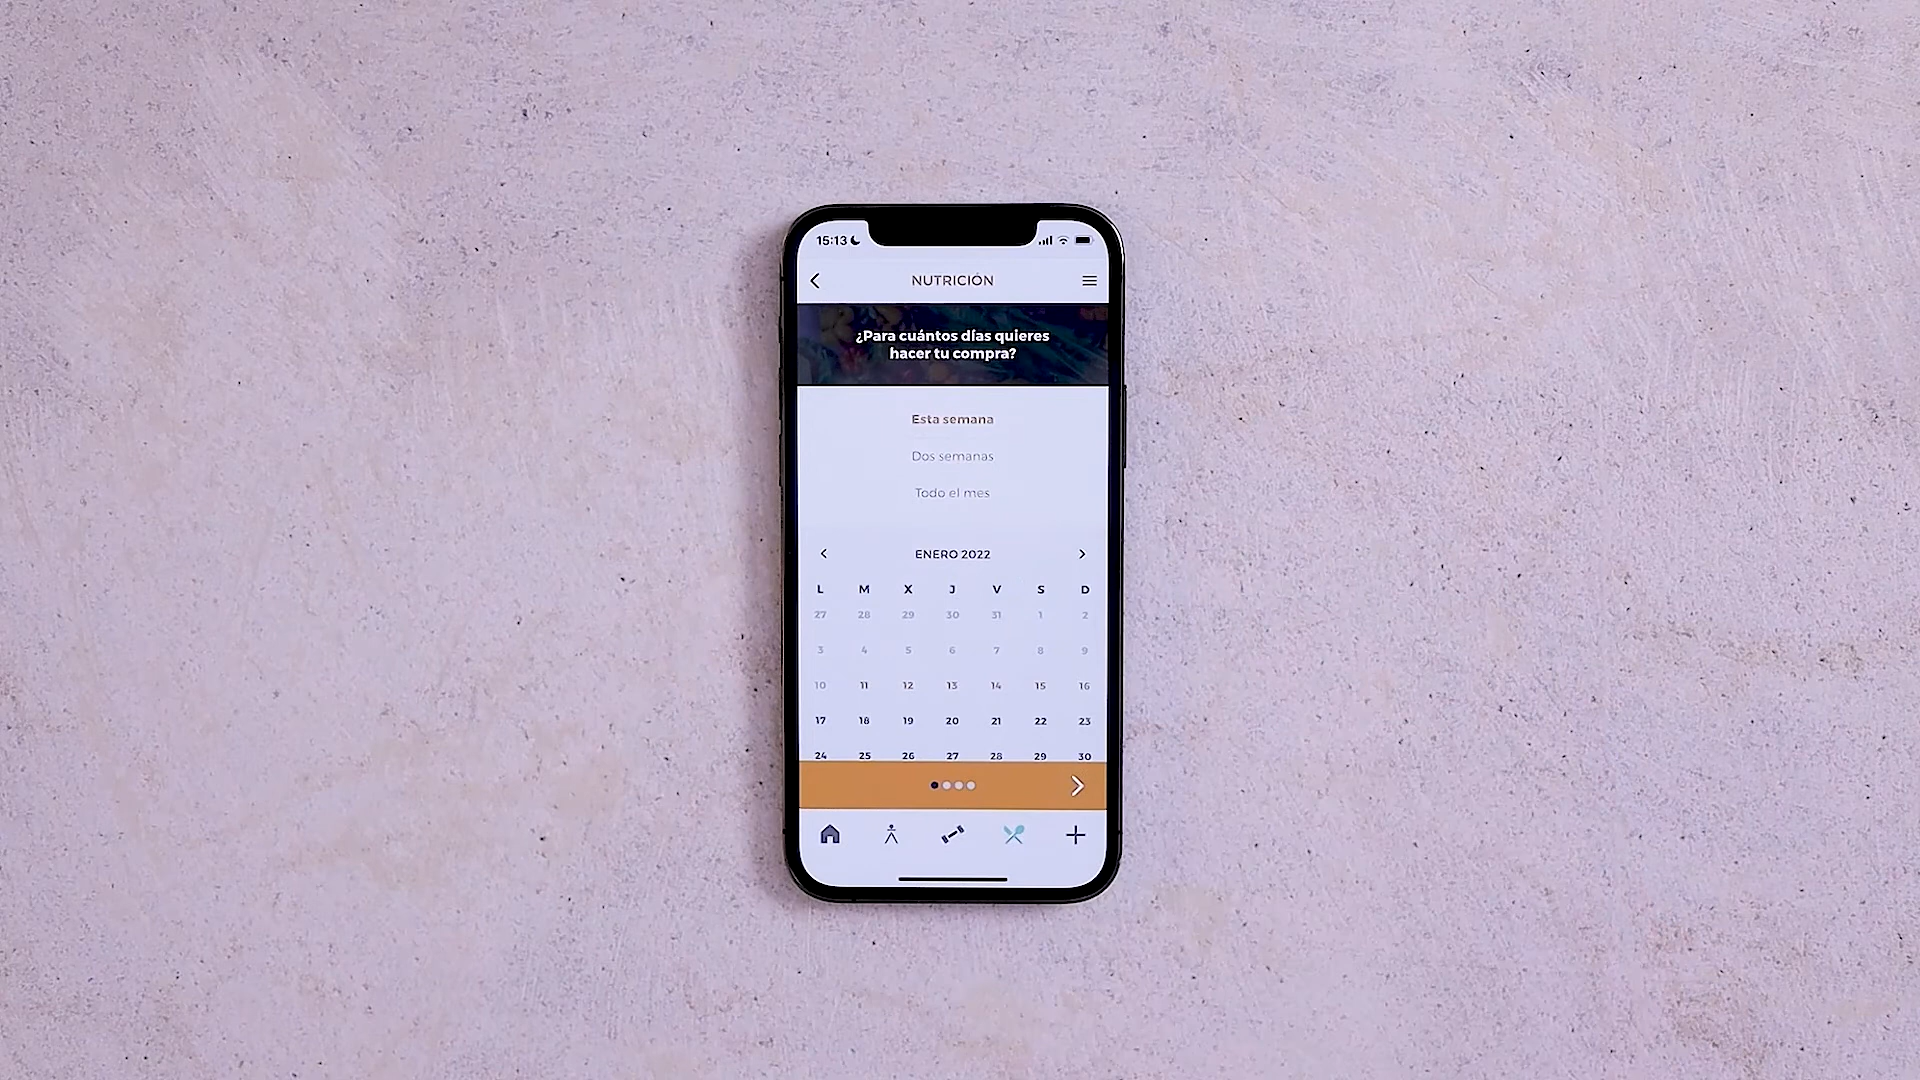 15:13
NUTRICIÓN
¿Para cuántos días quieres
hacer tu compra?
Esta semana
Dos semanas
Todo el mes
ENERO 2022
L M X J V S D
27 28 29 30 31 1 2
3 4 5 6 7 8 9
10 11 12 13 14 15 16
17 18 19 20 21 22 23
24 25 26 27 28 29 30